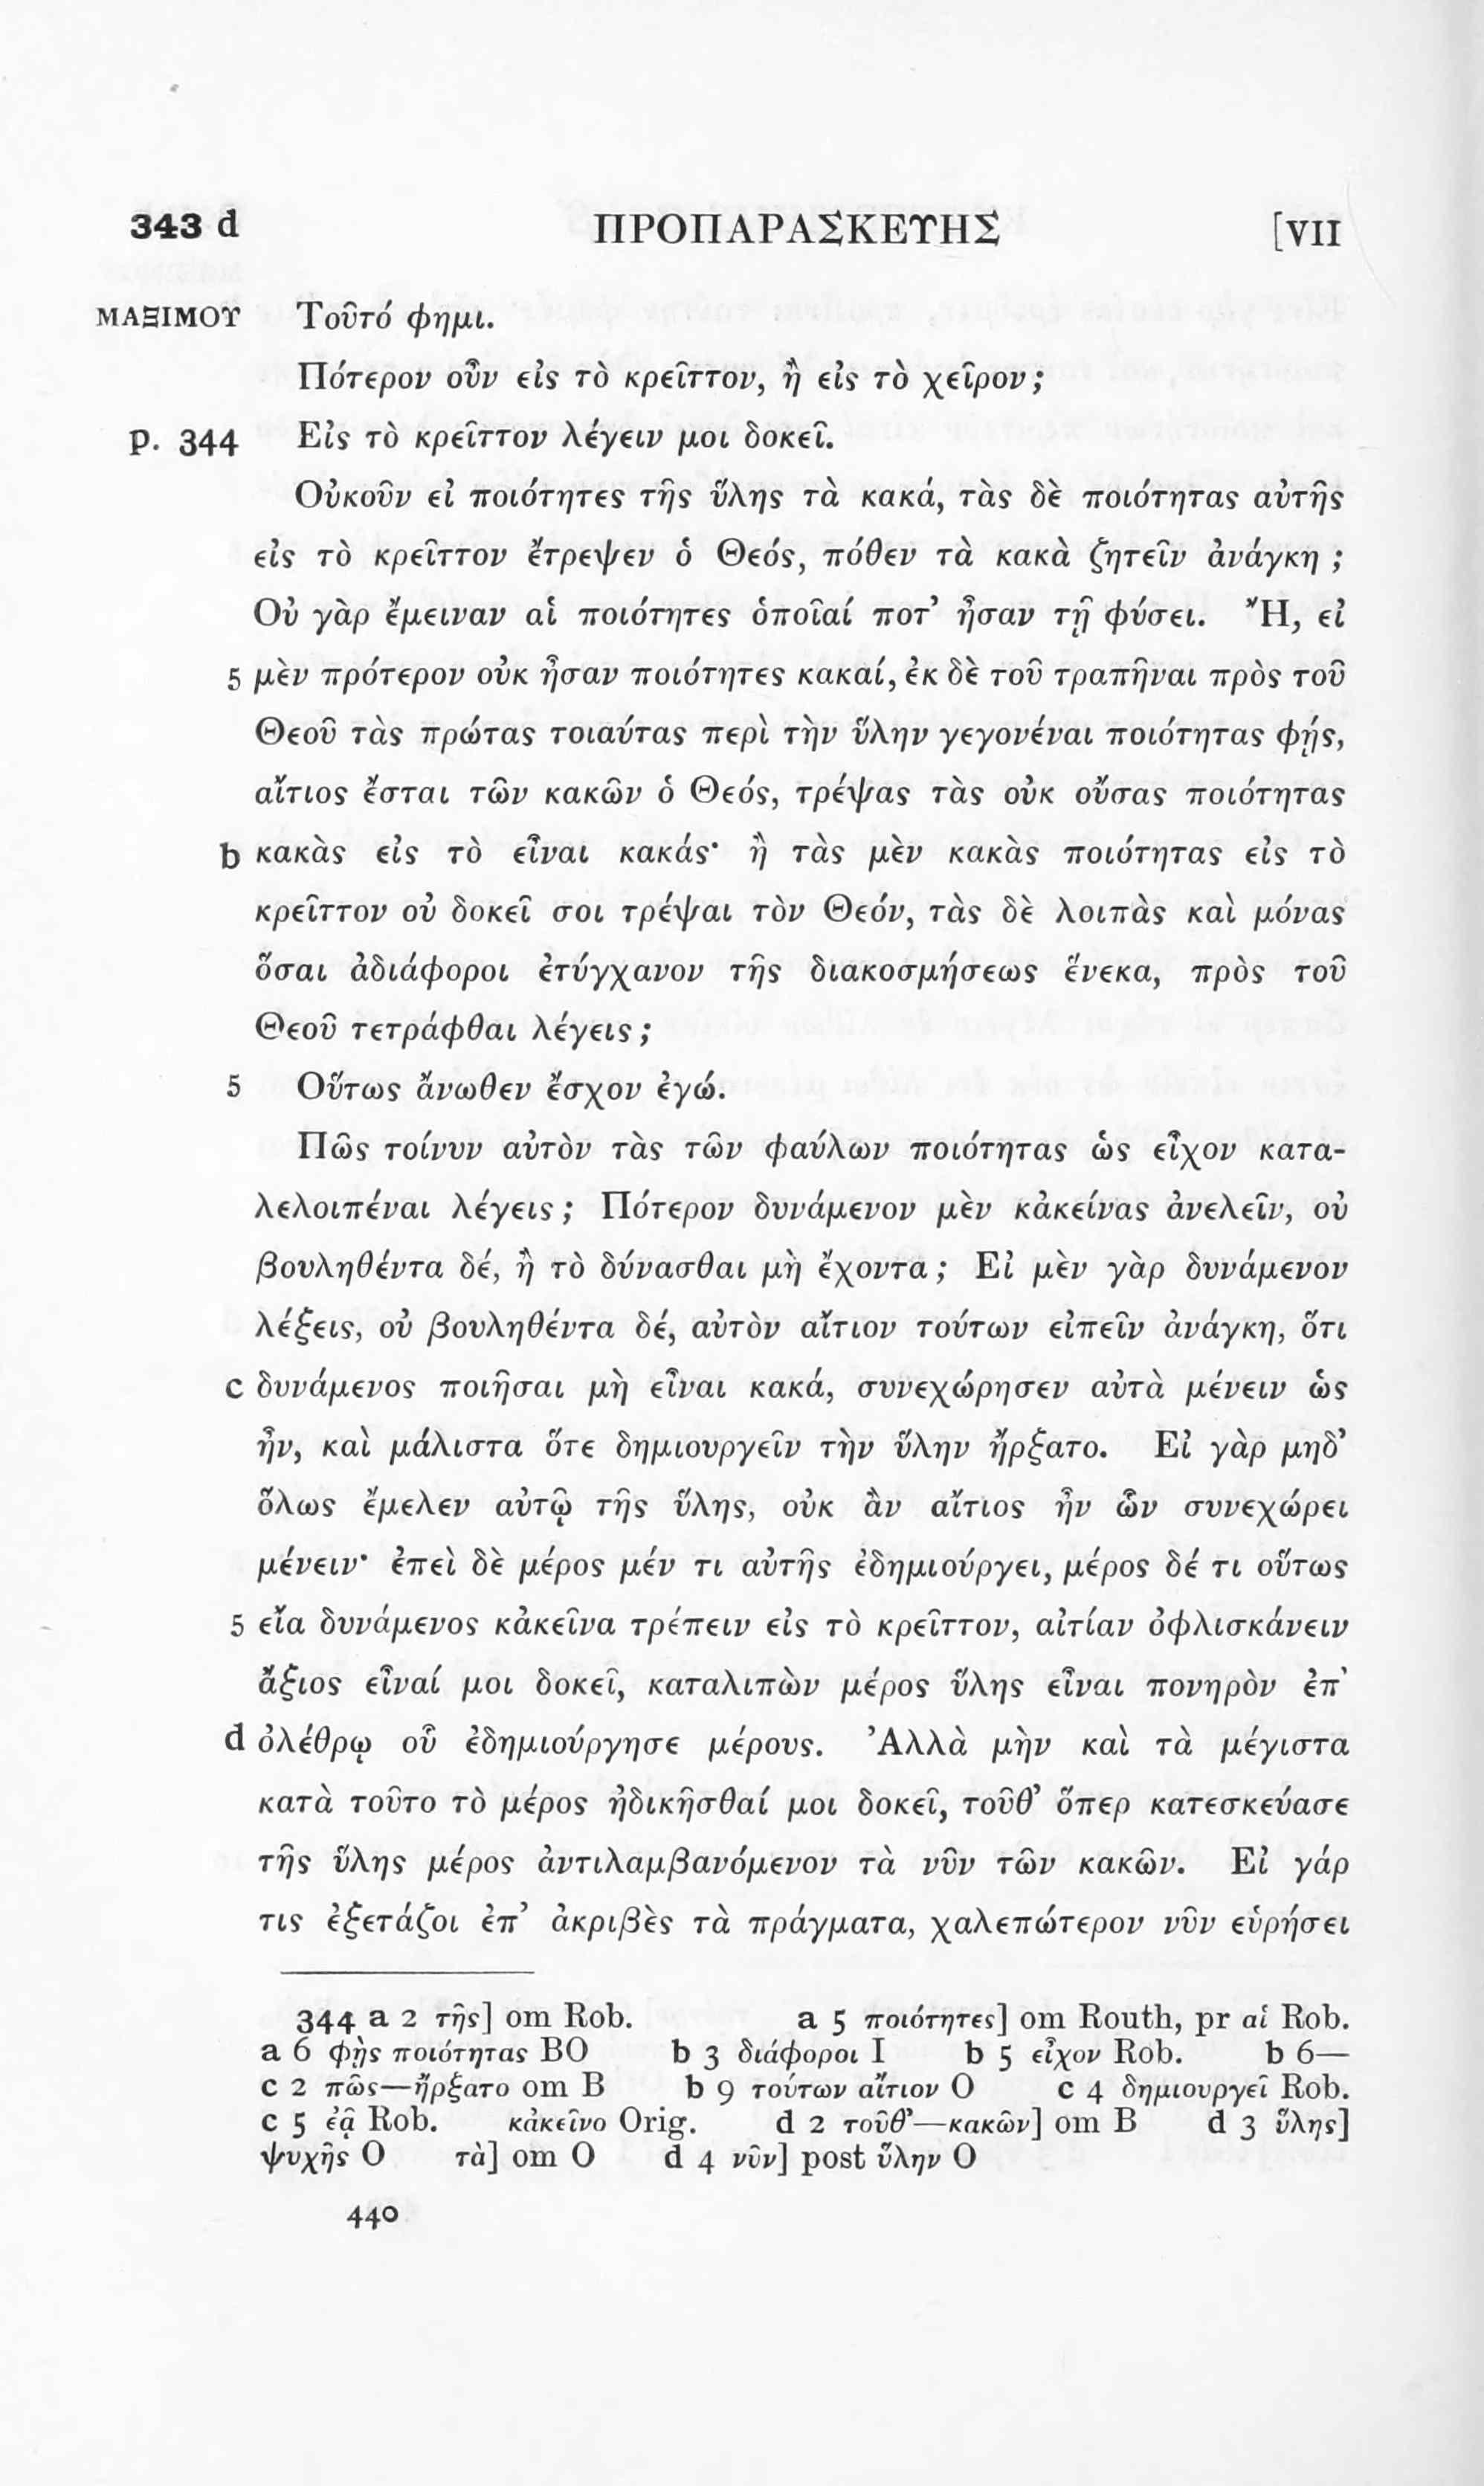 343 d ΠΡΟΠΑΡΑΣΚΕΥΗΣ [VII
ΜΑΞΙΜΟΥ Τοῦτό φημι.
Πότερον οὖν εἰς τὸ κρεῖττον, ἢ εἰς τὸ χεῖρον;
p. 344 Εἰς τὸ κρεῖττον λέγειν μοι δοκεῖ.
Οὐκοῦν εἰ ποιότητες τῆς ὕλης τὰ κακά, τὰς δὲ ποιότητας αὐτῆς
εἰς τὸ κρεῖττον ἔτρεψεν ὁ Θεός, πόθεν τὰ κακὰ ζητεῖν ἀνάγκη ;
Οὐ γὰρ ἔμειναν αἱ ποιότητες ὁποῖαί ποτ’ ἦσαν τῇ φύσει. Ἢ, εἰ
5 μὲν πρότερον οὐκ ἦσαν ποιότητες κακαί, ἐκ δὲ τοῦ τραπῆναι πρὸς τοῦ
Θεοῦ τὰς πρώτας τοιαύτας περὶ τὴν ὕλην γεγονέναι ποιότητας φῄς,
αἴτιος ἔσται τῶν κακῶν ὁ Θεός, τρέψας τὰς οὐκ οὔσας ποιότητας
b κακὰς εἰς τὸ εἶναι κακάς· ἢ τὰς μὲν κακὰς ποιότητας εἰς τὸ
κρεῖττον οὐ δοκεῖ σοι τρέψαι τὸν Θεόν, τὰς δὲ λοιπὰς καὶ μόνας
ὅσαι ἀδιάφοροι ἐτύγχανον τῆς διακοσμήσεως ἕνεκα, πρὸς τοῦ
Θεοῦ τετράφθαι λέγεις ;
5 Οὕτως ἄνωθεν ἔσχον ἐγώ.
Πῶς τοίνυν αὐτὸν τὰς τῶν φαύλων ποιότητας ὡς εἶχον κατα-
λελοιπέναι λέγεις ; Πότερον δυνάμενον μὲν κἀκείνας ἀνελεῖν, οὐ
βουληθέντα δέ, ἢ τὸ δύνασθαι μὴ ἔχοντα ; Εἰ μὲν γὰρ δυνάμενον
λέξεις, οὐ βουληθέντα δέ, αὐτὸν αἴτιον τούτων εἰπεῖν ἀνάγκη, ὅτι
c δυνάμενος ποιῆσαι μὴ εἶναι κακά, συνεχώρησεν αὐτὰ μένειν ὡς
ἦν, καὶ μάλιστα ὅτε δημιουργεῖν τὴν ὕλην ἤρξατο. Εἰ γὰρ μηδ’
ὅλως ἔμελεν αὐτῷ τῆς ὕλης, οὐκ ἂν αἴτιος ἦν ὧν συνεχώρει
μένειν· ἐπεὶ δὲ μέρος μέν τι αὐτῆς ἐδημιούργει, μέρος δέ τι οὕτως
5 εἴα δυνάμενος κἀκεῖνα τρέπειν εἰς τὸ κρεῖττον, αἰτίαν ὀφλισκάνειν
ἄξιος εἶναί μοι δοκεῖ, καταλιπὼν μέρος ὕλης εἶναι πονηρὸν ἐπ’
d ὀλέθρῳ οὗ ἐδημιούργησε μέρους. Ἀλλὰ μὴν καὶ τὰ μέγιστα
κατὰ τοῦτο τὸ μέρος ἠδικῆσθαί μοι δοκεῖ, τοῦθ’ ὅπερ κατεσκεύασε
τῆς ὕλης μέρος ἀντιλαμβανόμενον τὰ νῦν τῶν κακῶν. Εἰ γάρ
τις ἐξετάζοι ἐπ’ ἀκριβὲς τὰ πράγματα, χαλεπώτερον νῦν εὑρήσει
344 a 2 τῆς] om Rob. a 5 ποιότητες] om Routh, pr αἱ Rob.
a 6 φῂς ποιότητας BO b 3 διάφοροι I b 5 εἶχον Rob. b 6—
c 2 πῶς—ἤρξατο om B b 9 τούτων αἴτιον O c 4 δημιουργεῖ Rob.
c 5 ἐᾷ Rob. κἀκεῖνο Orig. d 2 τοῦθ’—κακῶν] om B d 3 ὕλης]
ψυχῆς O τὰ] om O d 4 νῦν] post ὕλην O
440